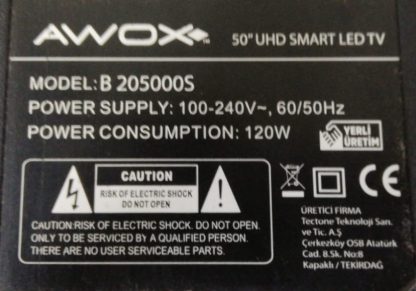 AWOX™ 50" UHD SMART LED TV
MODEL: B 205000S
POWER SUPPLY: 100-240V~, 60/50Hz
POWER CONSUMPTION: 120W
YERLİ
ÜRETİM
CAUTION
RISK OF ELECTRIC SHOCK
DO NOT OPEN
CAUTION:RISK OF ELECTRIC SHOCK. DO NOT OPEN.
ONLY TO BE SERVICED BY A QUALIFIED PERSON.
THERE ARE NO USER SERVICEABLE PARTS.
CE
ÜRETİCİ FİRMA
Tectone Teknoloji San.
ve Tic. A.Ş
Çerkezköy OSB Atatürk
Cad. 8.Sk. No:8
Kapaklı / TEKİRDAĞ